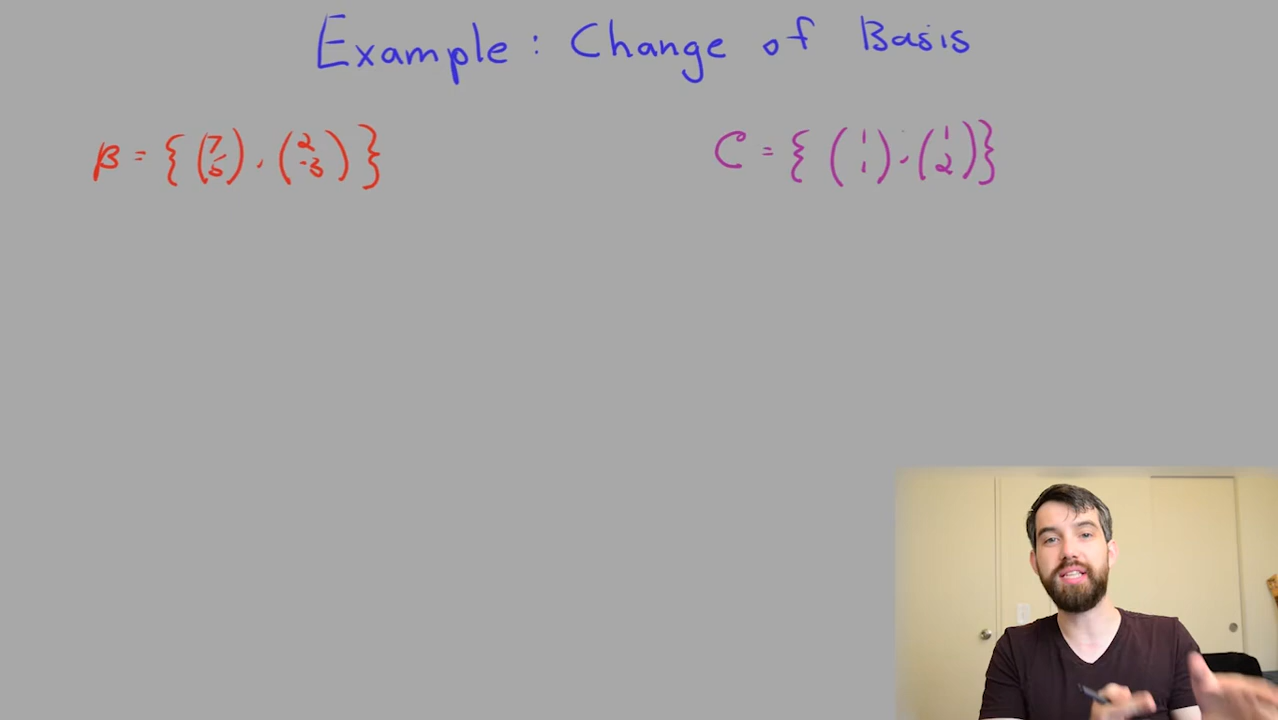 Example: Change of Basis
β = { (7 5), (2 -3) }
C = { (1 1), (1 2) }